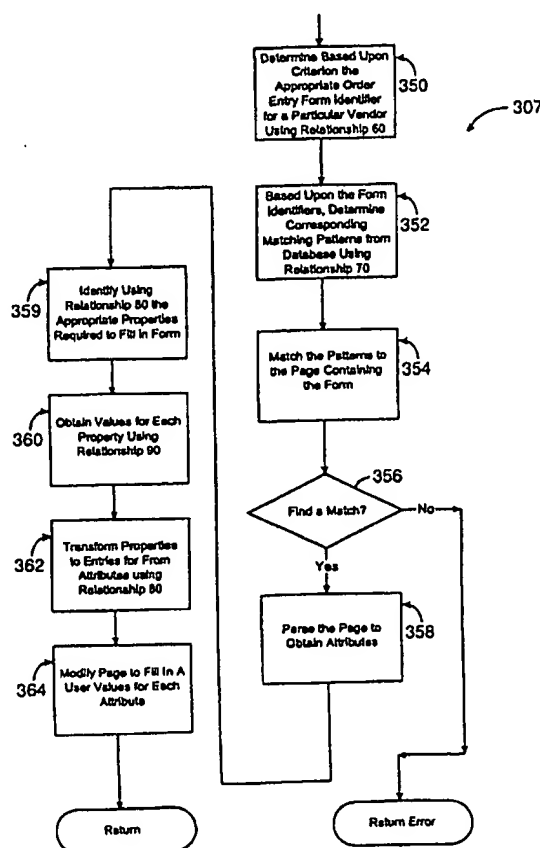 Determine Based Upon
Criterion the
Appropriate Order
Entry Form Identifier
for a Particular Vendor
Using Relationship 60
350
307
Based Upon the Form
Identifiers, Determine
Corresponding
Matching Patterns from
Database Using
Relationship 70
352
Match the Patterns to
the Page Containing
the Form
354
356
Find a Match?
No
Yes
Parse the Page to
Obtain Attributes
358
Return Error
Identify Using
Relationship 80 the
Appropriate Properties
Required to Fill in Form
359
Obtain Values for Each
Property Using
Relationship 90
360
Transform Properties
to Entries for From
Attributes using
Relationship 80
362
Modify Page to Fill In A
User Values for Each
Attribute
364
Return